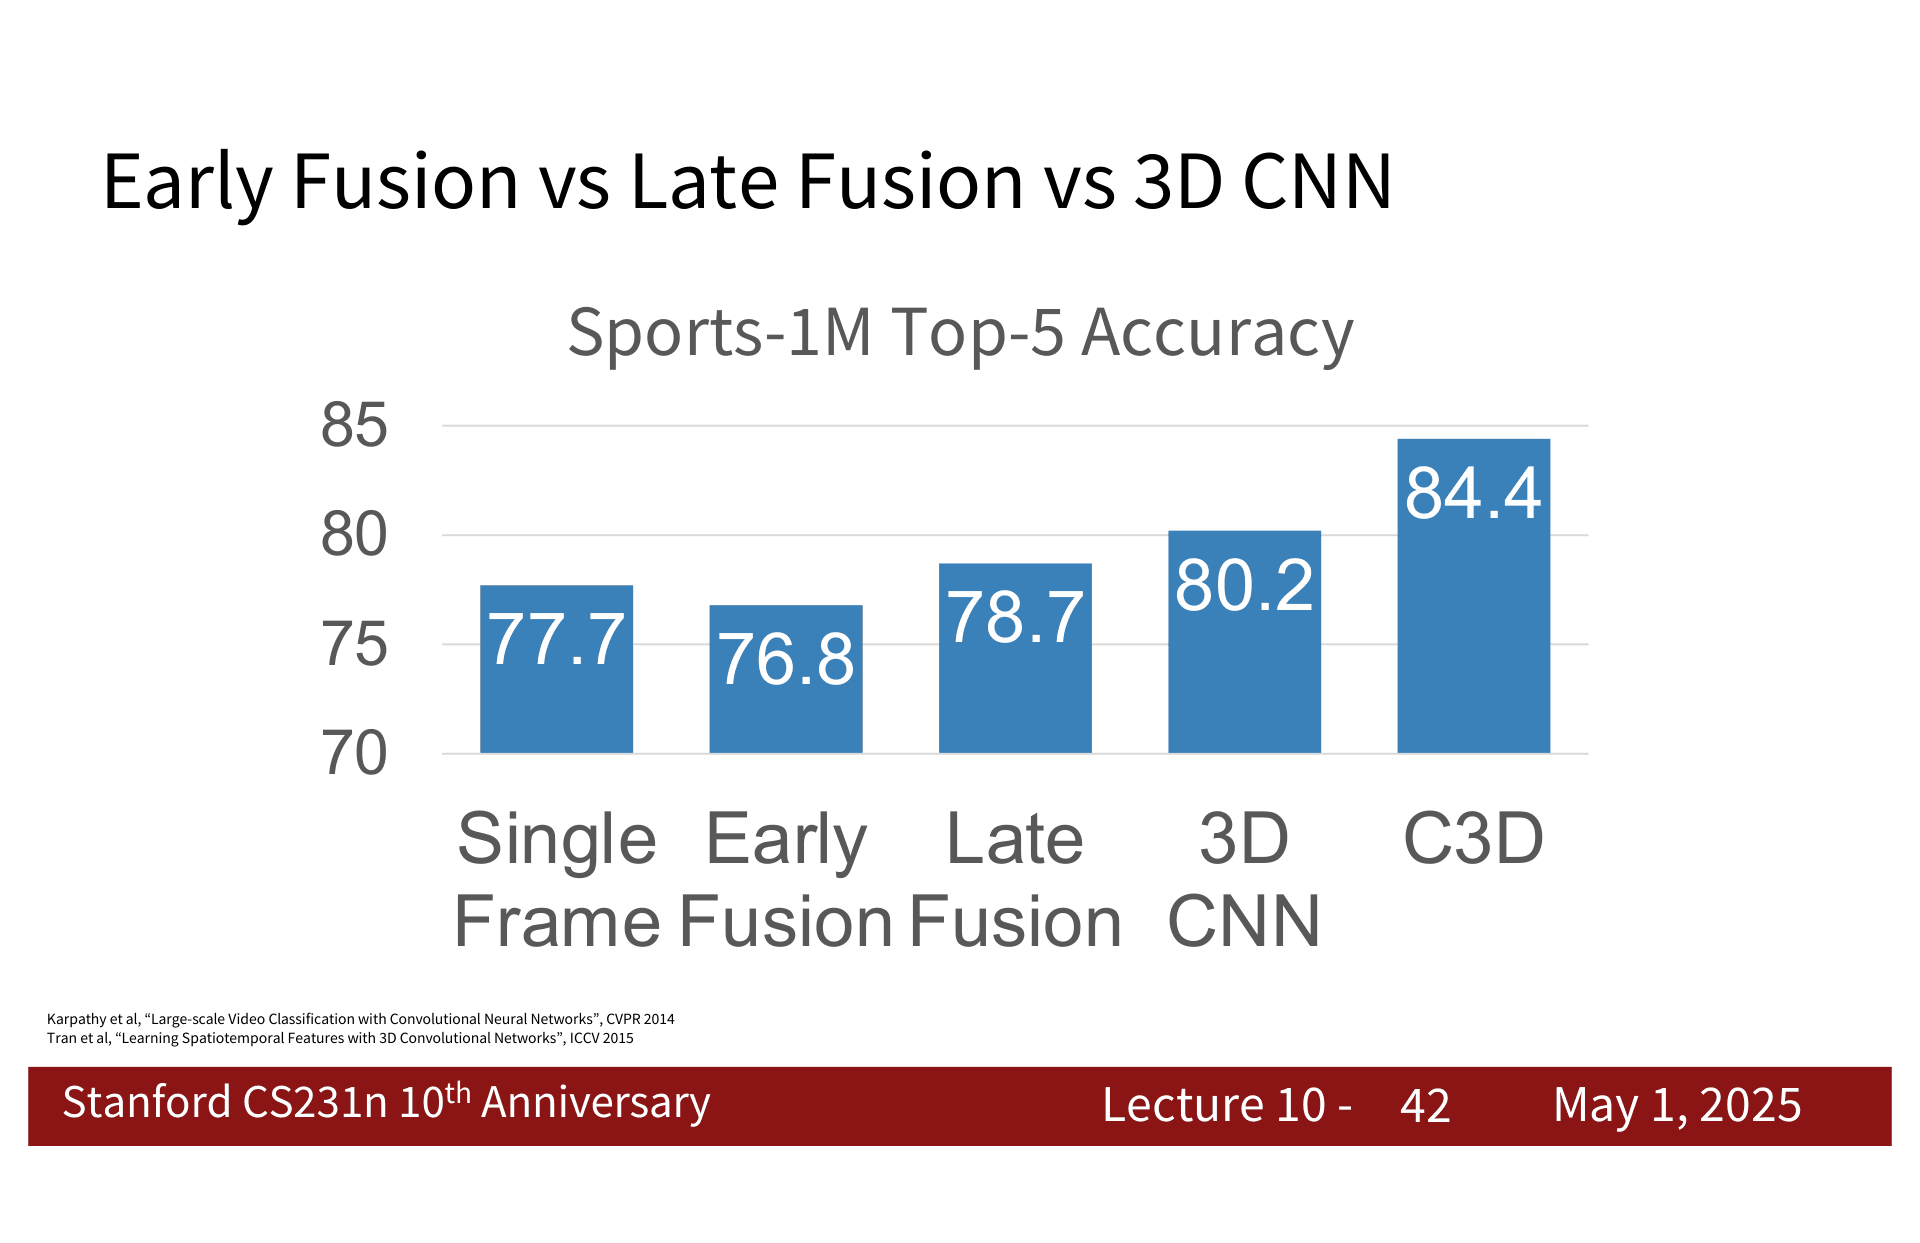 Early Fusion vs Late Fusion vs 3D CNN
Sports-1M Top-5 Accuracy
85
80
75
70
77.7
76.8
78.7
80.2
84.4
Single Frame
Early Fusion
Late Fusion
3D CNN
C3D
Karpathy et al, “Large-scale Video Classification with Convolutional Neural Networks”, CVPR 2014
Tran et al, “Learning Spatiotemporal Features with 3D Convolutional Networks”, ICCV 2015
Stanford CS231n 10th Anniversary
Lecture 10 - 42
May 1, 2025